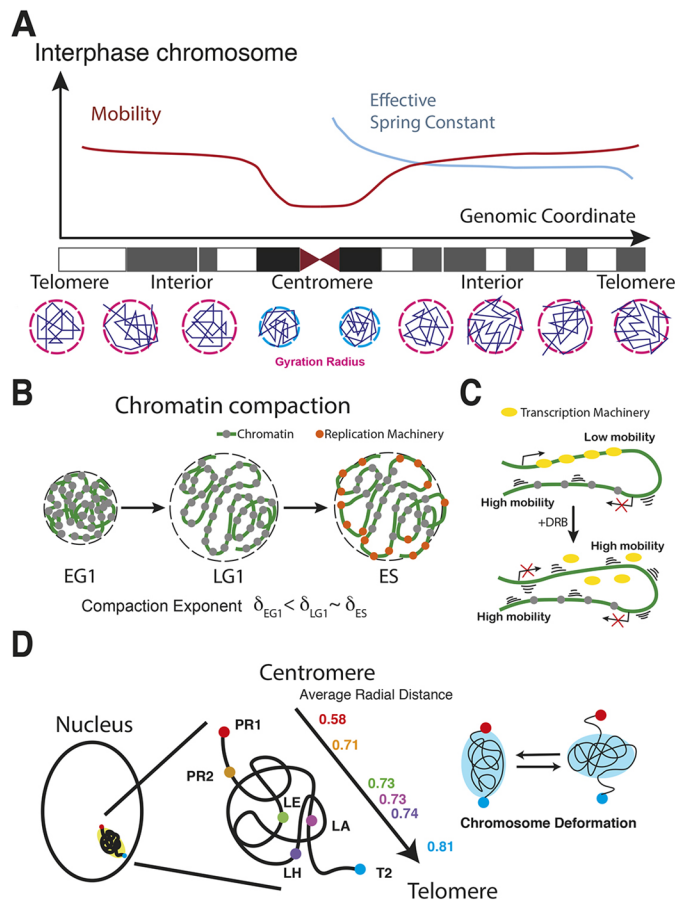 A
Interphase chromosome
Mobility
Effective
Spring Constant
Genomic Coordinate
Telomere Interior Centromere Interior Telomere
Gyration Radius
B
Chromatin compaction
Chromatin Replication Machinery
EG1 LG1 ES
Compaction Exponent δEG1 < δLG1 ~ δES
C
Transcription Machinery
Low mobility
High mobility
+DRB
High mobility
High mobility
D
Centromere
Average Radial Distance
Nucleus
PR1
0.58
0.71
PR2
0.73
LE
0.73
0.74
LA
Chromosome Deformation
0.81
LH
T2
Telomere